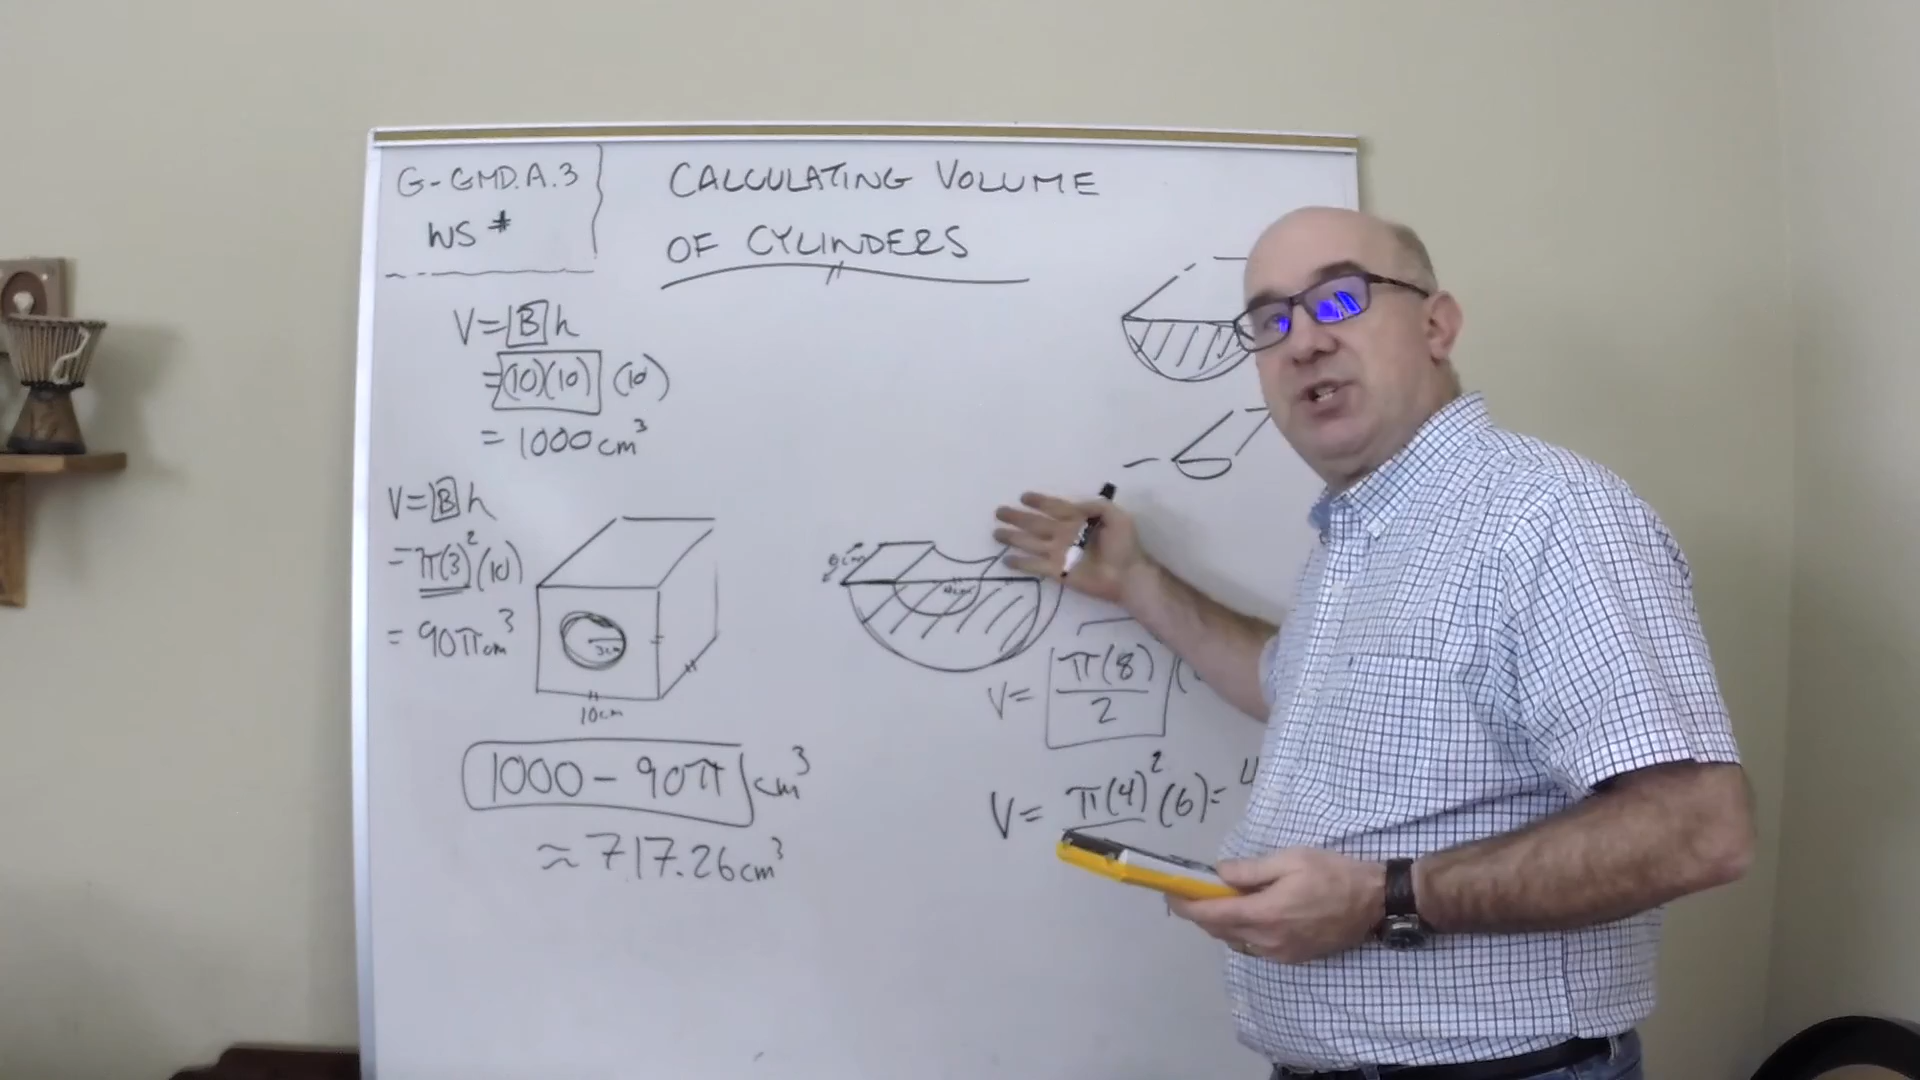 G-GMD.A.3
WS #
CALCULATING VOLUME
OF CYLINDERS
V=Bh
=(10)(10) (10)
= 1000cm³
V=Bh
=π(3)²(10)
= 90πcm³
3cm
10cm
1000-90π cm³
≈717.26cm³
V= π(8)/2 (
V= π(4)²(6)=4